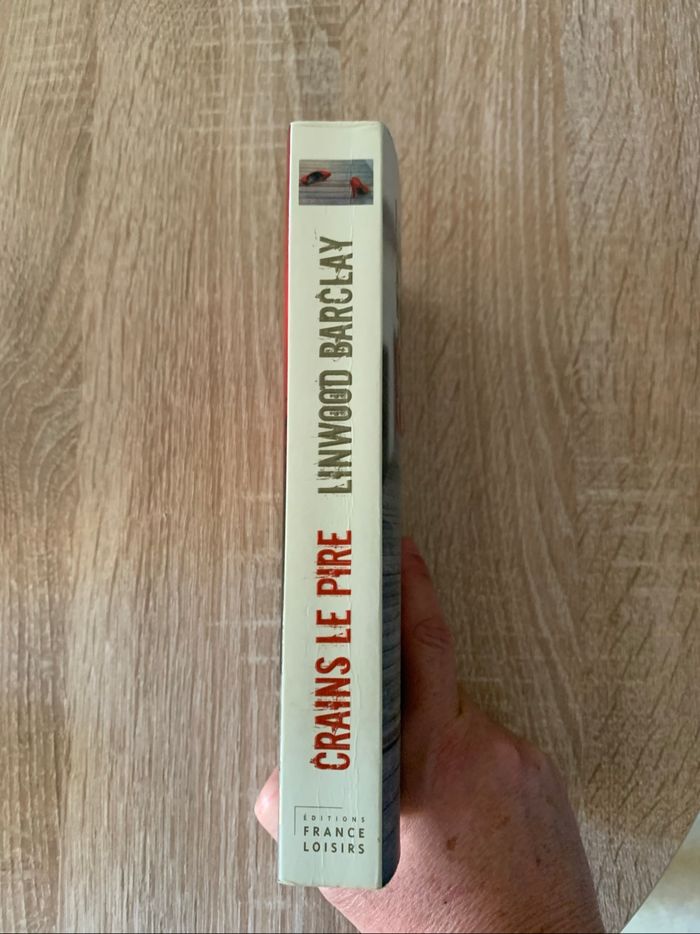 CRAINS LE PIRE LINWOOD BARCLAY
ÉDITIONS
FRANCE
LOISIRS